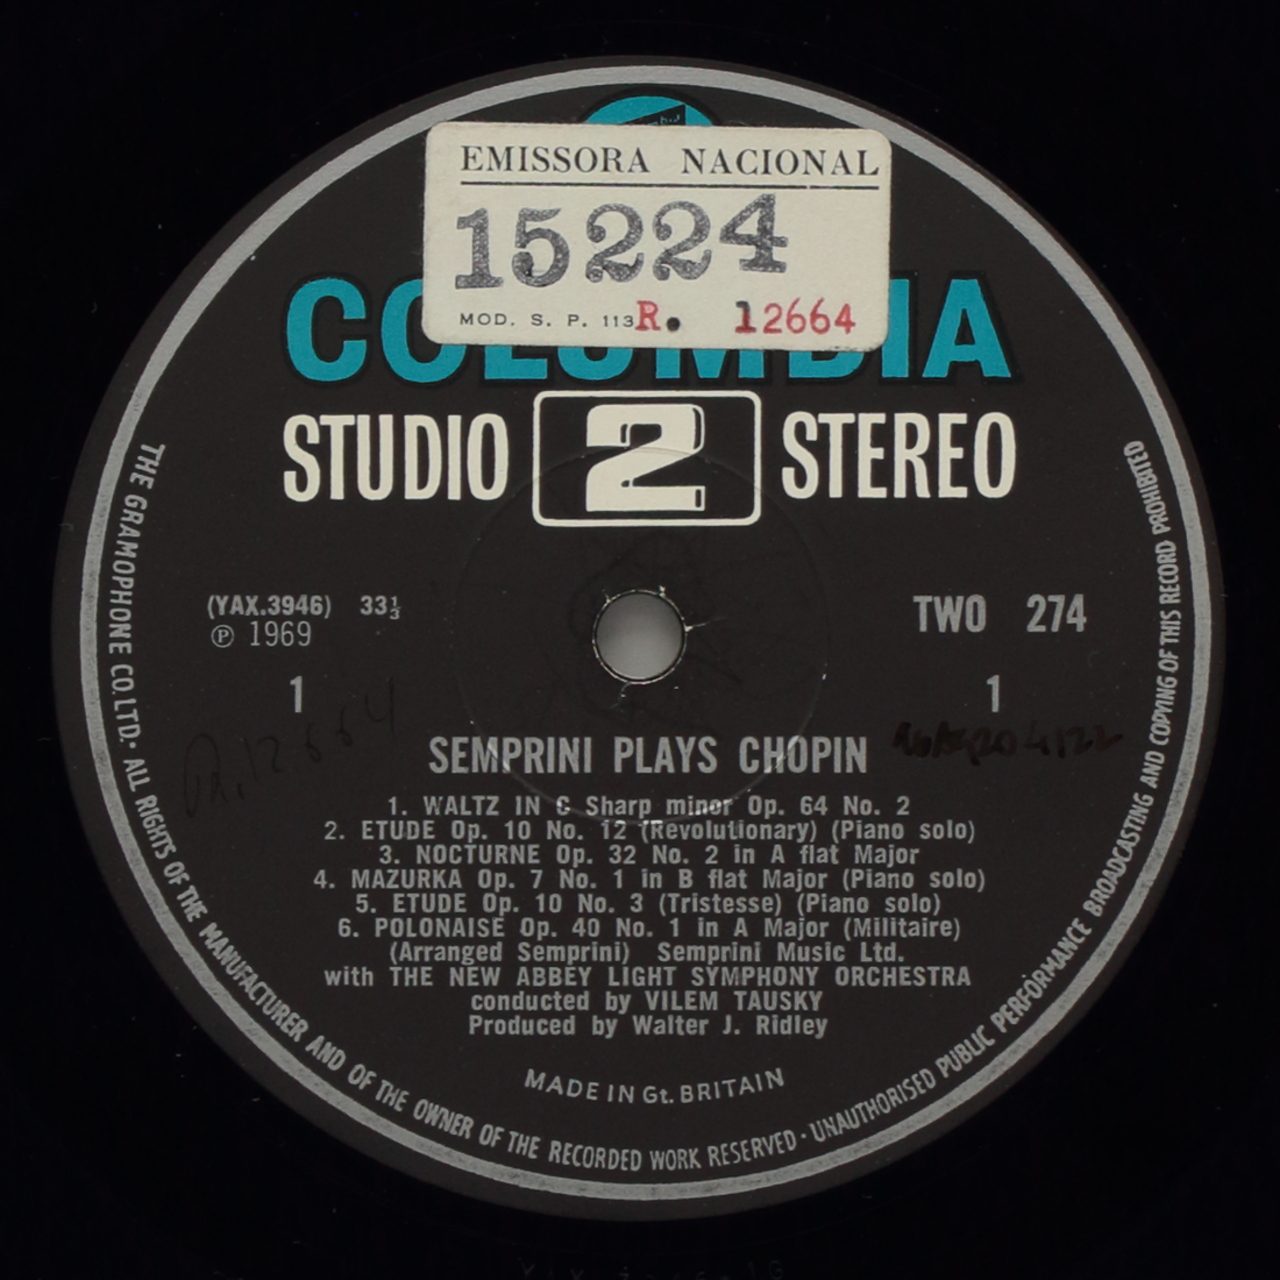 EMISSORA NACIONAL
15224
MOD. S. P. 113 R. 12664
COLUMBIA
STUDIO 2 STEREO
(YAX.3946) 33⅓
℗ 1969
TWO 274
1
1
R. 12664
SEMPRINI PLAYS CHOPIN
1. WALTZ IN C Sharp minor Op. 64 No. 2
2. ETUDE Op. 10 No. 12 (Revolutionary) (Piano solo)
3. NOCTURNE Op. 32 No. 2 in A flat Major
4. MAZURKA Op. 7 No. 1 in B flat Major (Piano solo)
5. ETUDE Op. 10 No. 3 (Tristesse) (Piano solo)
6. POLONAISE Op. 40 No. 1 in A Major (Militaire)
(Arranged Semprini) Semprini Music Ltd.
with THE NEW ABBEY LIGHT SYMPHONY ORCHESTRA
conducted by VILEM TAUSKY
Produced by Walter J. Ridley
MADE IN Gt. BRITAIN
THE GRAMOPHONE CO. LTD. · ALL RIGHTS OF THE MANUFACTURER AND OF THE OWNER OF THE RECORDED WORK RESERVED · UNAUTHORISED PUBLIC PERFORMANCE BROADCASTING AND COPYING OF THIS RECORD PROHIBITED